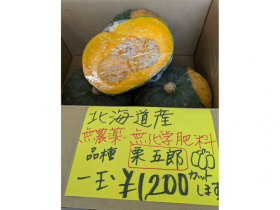 北海道産
無農薬 無化学肥料
品種 栗五郎
一玉 ¥1200 カットします